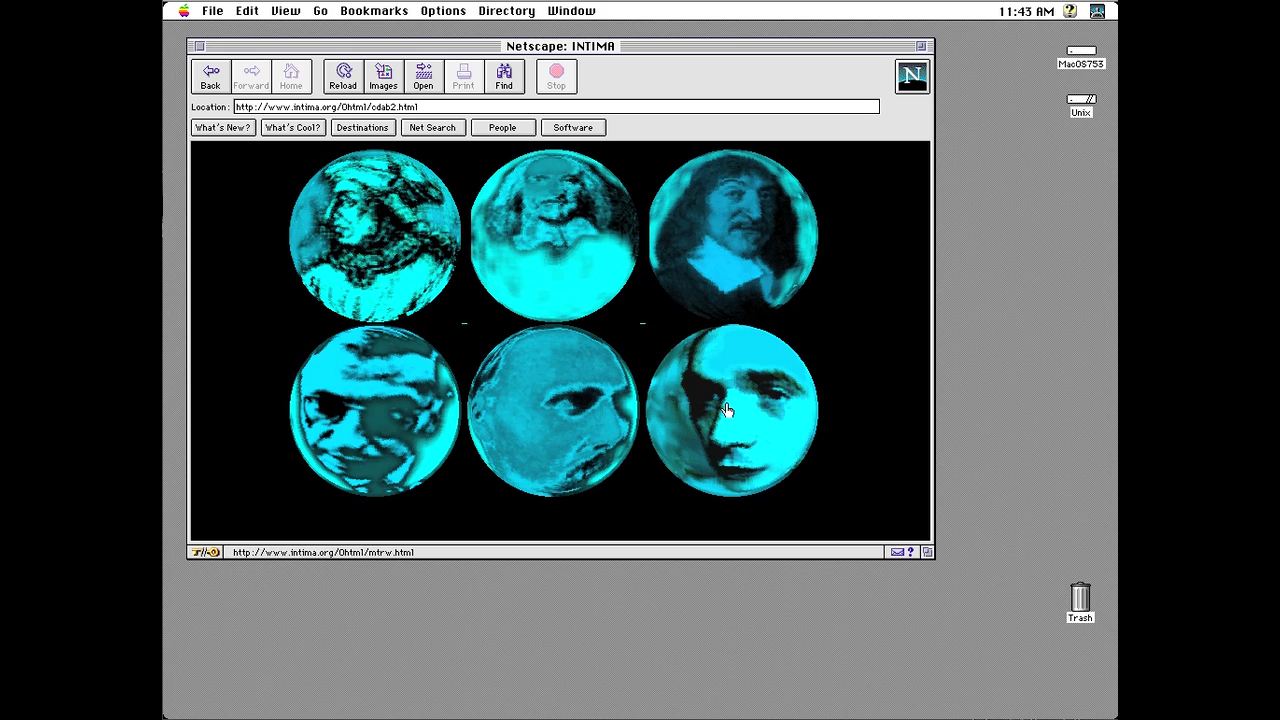 File Edit View Go Bookmarks Options Directory Window 11:43 AM
Netscape: INTIMA
Back Forward Home Reload Images Open Print Find Stop
N
Location: http://www.intima.org/0html/cdab2.html
What's New? What's Cool? Destinations Net Search People Software
http://www.intima.org/0html/mtrw.html
MacOS753
Unix
Trash